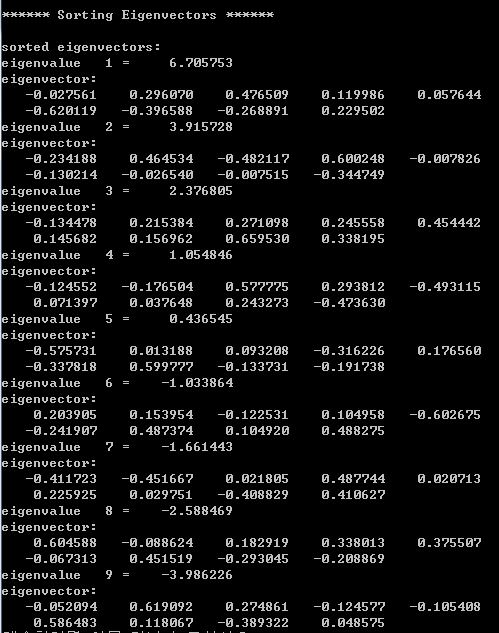 ****** Sorting Eigenvectors ******
sorted eigenvectors:
eigenvalue 1 = 6.705753
eigenvector:
-0.027561 0.296070 0.476509 0.119986 0.057644
-0.620119 -0.396588 -0.268891 0.229502
eigenvalue 2 = 3.915728
eigenvector:
-0.234188 0.464534 -0.482117 0.600248 -0.007826
-0.130214 -0.026540 -0.007515 -0.344749
eigenvalue 3 = 2.376805
eigenvector:
-0.134478 0.215384 0.271098 0.245558 0.454442
0.145682 0.156962 0.659530 0.338195
eigenvalue 4 = 1.054846
eigenvector:
-0.124552 -0.176504 0.577775 0.293812 -0.493115
0.071397 0.037648 0.243273 -0.473630
eigenvalue 5 = 0.436545
eigenvector:
-0.575731 0.013188 0.093208 -0.316226 0.176560
-0.337818 0.599777 -0.133731 -0.191738
eigenvalue 6 = -1.033864
eigenvector:
0.203905 0.153954 -0.122531 0.104958 -0.602675
-0.241907 0.487374 0.104920 0.488275
eigenvalue 7 = -1.661443
eigenvector:
-0.411723 -0.451667 0.021805 0.487744 0.020713
0.225925 0.029751 -0.408829 0.410627
eigenvalue 8 = -2.588469
eigenvector:
0.604588 -0.088624 0.182919 0.338013 0.375507
-0.067313 0.451519 -0.293045 -0.208869
eigenvalue 9 = -3.986226
eigenvector:
-0.052094 0.619092 0.274861 -0.124577 -0.105408
0.586483 0.118067 -0.389322 0.048575